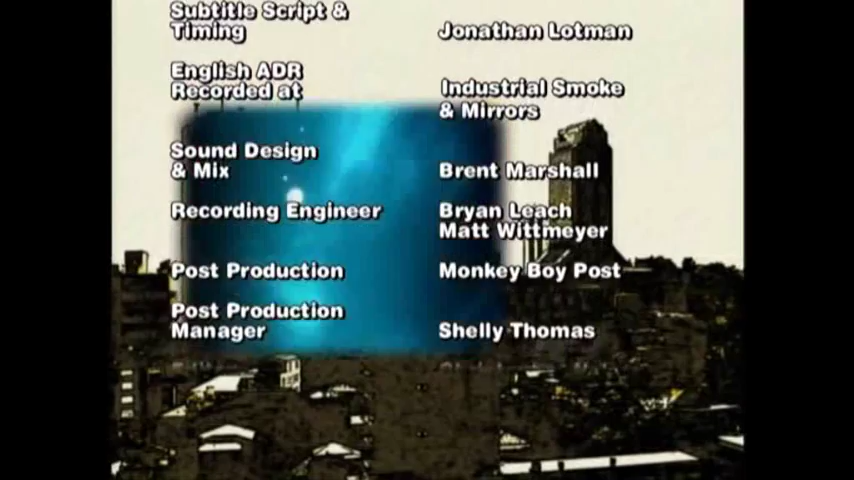 Subtitle Script &
Timing
Jonathan Lotman
English ADR
Recorded at
Industrial Smoke
& Mirrors
Sound Design
& Mix
Brent Marshall
Recording Engineer
Bryan Leach
Matt Wittmeyer
Post Production
Monkey Boy Post
Post Production
Manager
Shelly Thomas